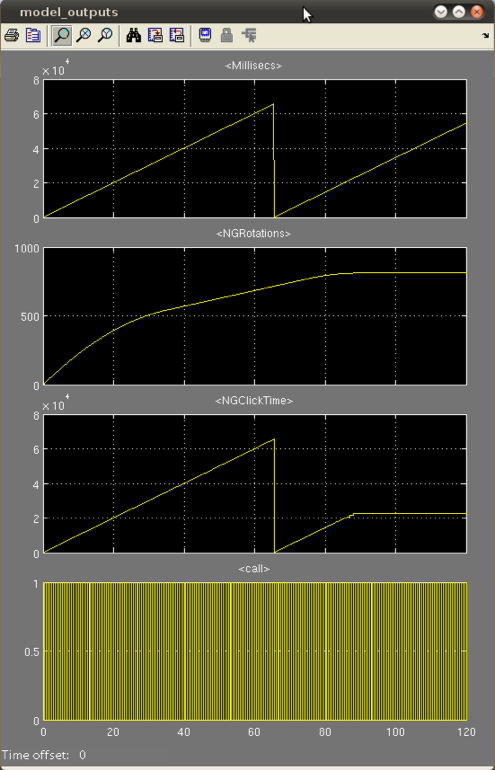 model_outputs
<Millisecs>
x 10 4
8
6
4
2
0
<NGRotations>
1000
500
0
<NGClickTime>
x 10 4
8
6
4
2
0
<call>
1
0.5
0
0 20 40 60 80 100 120
Time offset: 0